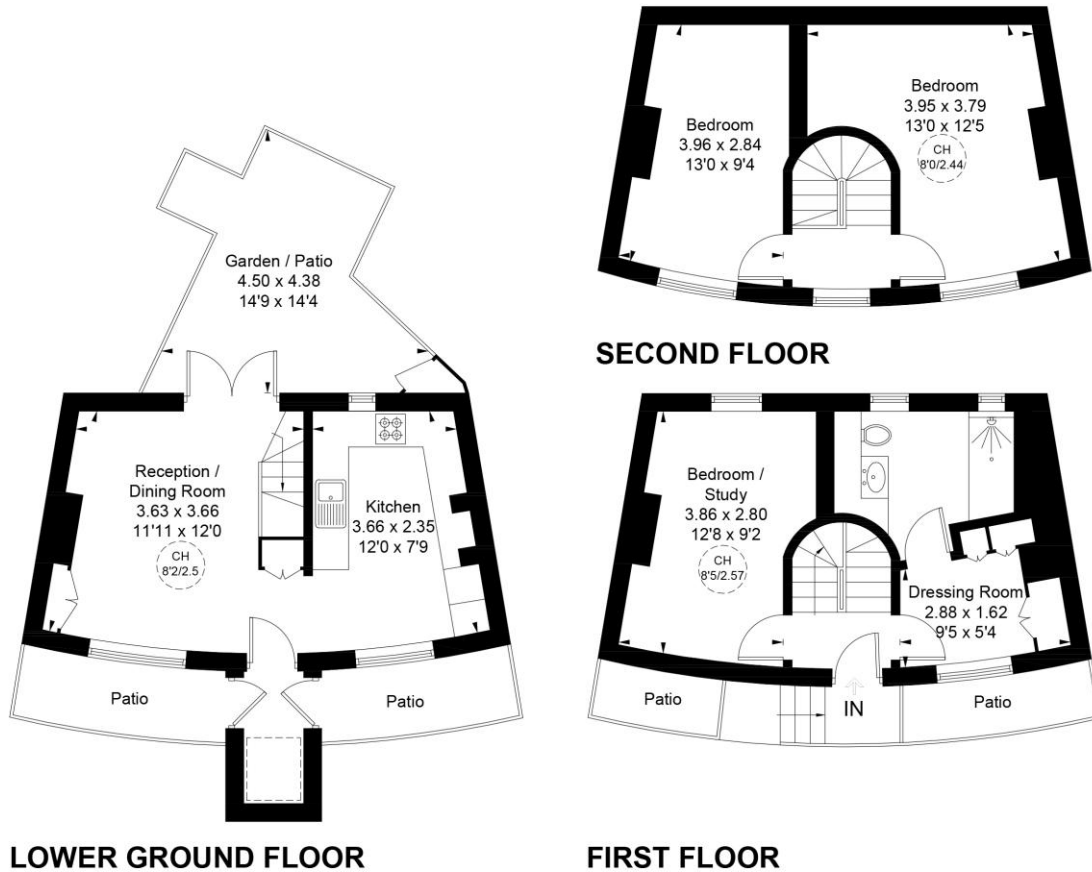 Bedroom
3.96 x 2.84
13'0 x 9'4
Bedroom
3.95 x 3.79
13'0 x 12'5
CH
8'0/2.44
SECOND FLOOR
Garden / Patio
4.50 x 4.38
14'9 x 14'4
Reception /
Dining Room
3.63 x 3.66
11'11 x 12'0
CH
8'2/2.5
Kitchen
3.66 x 2.35
12'0 x 7'9
Patio
Patio
LOWER GROUND FLOOR
Bedroom /
Study
3.86 x 2.80
12'8 x 9'2
CH
8'5/2.57
Dressing Room
2.88 x 1.62
9'5 x 5'4
Patio
IN
Patio
FIRST FLOOR